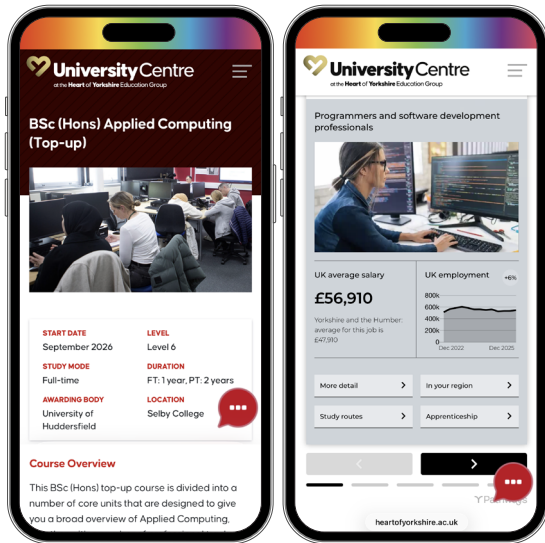 University Centre
at the Heart of Yorkshire Education Group
BSc (Hons) Applied Computing
(Top-up)
START DATE
September 2026
LEVEL
Level 6
STUDY MODE
Full-time
DURATION
FT: 1 year, PT: 2 years
AWARDING BODY
University of
Huddersfield
LOCATION
Selby College
Course Overview
This BSc (Hons) top-up course is divided into a
number of core units that are designed to give
you a broad overview of Applied Computing.
University Centre
at the Heart of Yorkshire Education Group
Programmers and software development
professionals
UK average salary
£56,910
Yorkshire and the Humber:
average for this job is
£47,910
UK employment
+6%
800k
600k
400k
200k
0
Dec 2022
Dec 2025
More detail
In your region
Study routes
Apprenticeship
heartofyorkshire.ac.uk